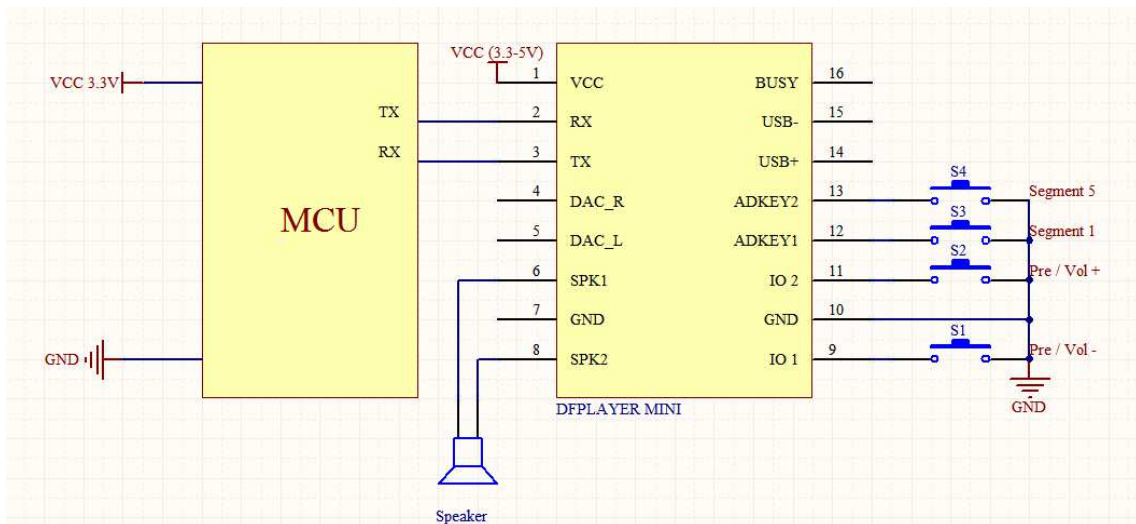 VCC 3.3V
GND
TX
RX
MCU
VCC (3.3-5V)
1 VCC
2 RX
3 TX
4 DAC_R
5 DAC_L
6 SPK1
7 GND
8 SPK2
BUSY 16
USB- 15
USB+ 14
ADKEY2 13
ADKEY1 12
IO 2 11
GND 10
IO 1 9
DFPLAYER MINI
S4
Segment 5
S3
Segment 1
S2
Pre / Vol +
S1
Pre / Vol -
GND
Speaker